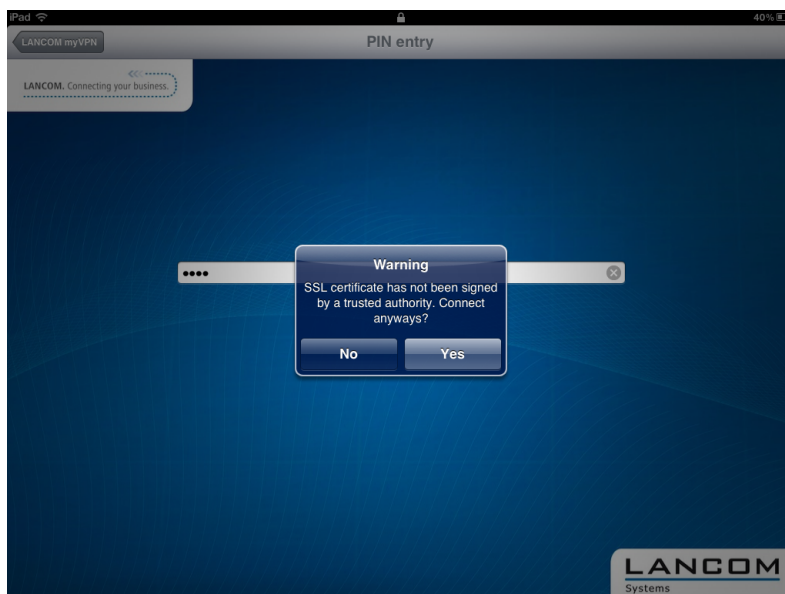 iPad 40%
LANCOM myVPN PIN entry
LANCOM. Connecting your business.
Warning
SSL certificate has not been signed
by a trusted authority. Connect
anyways?
No Yes
LANCOM
Systems